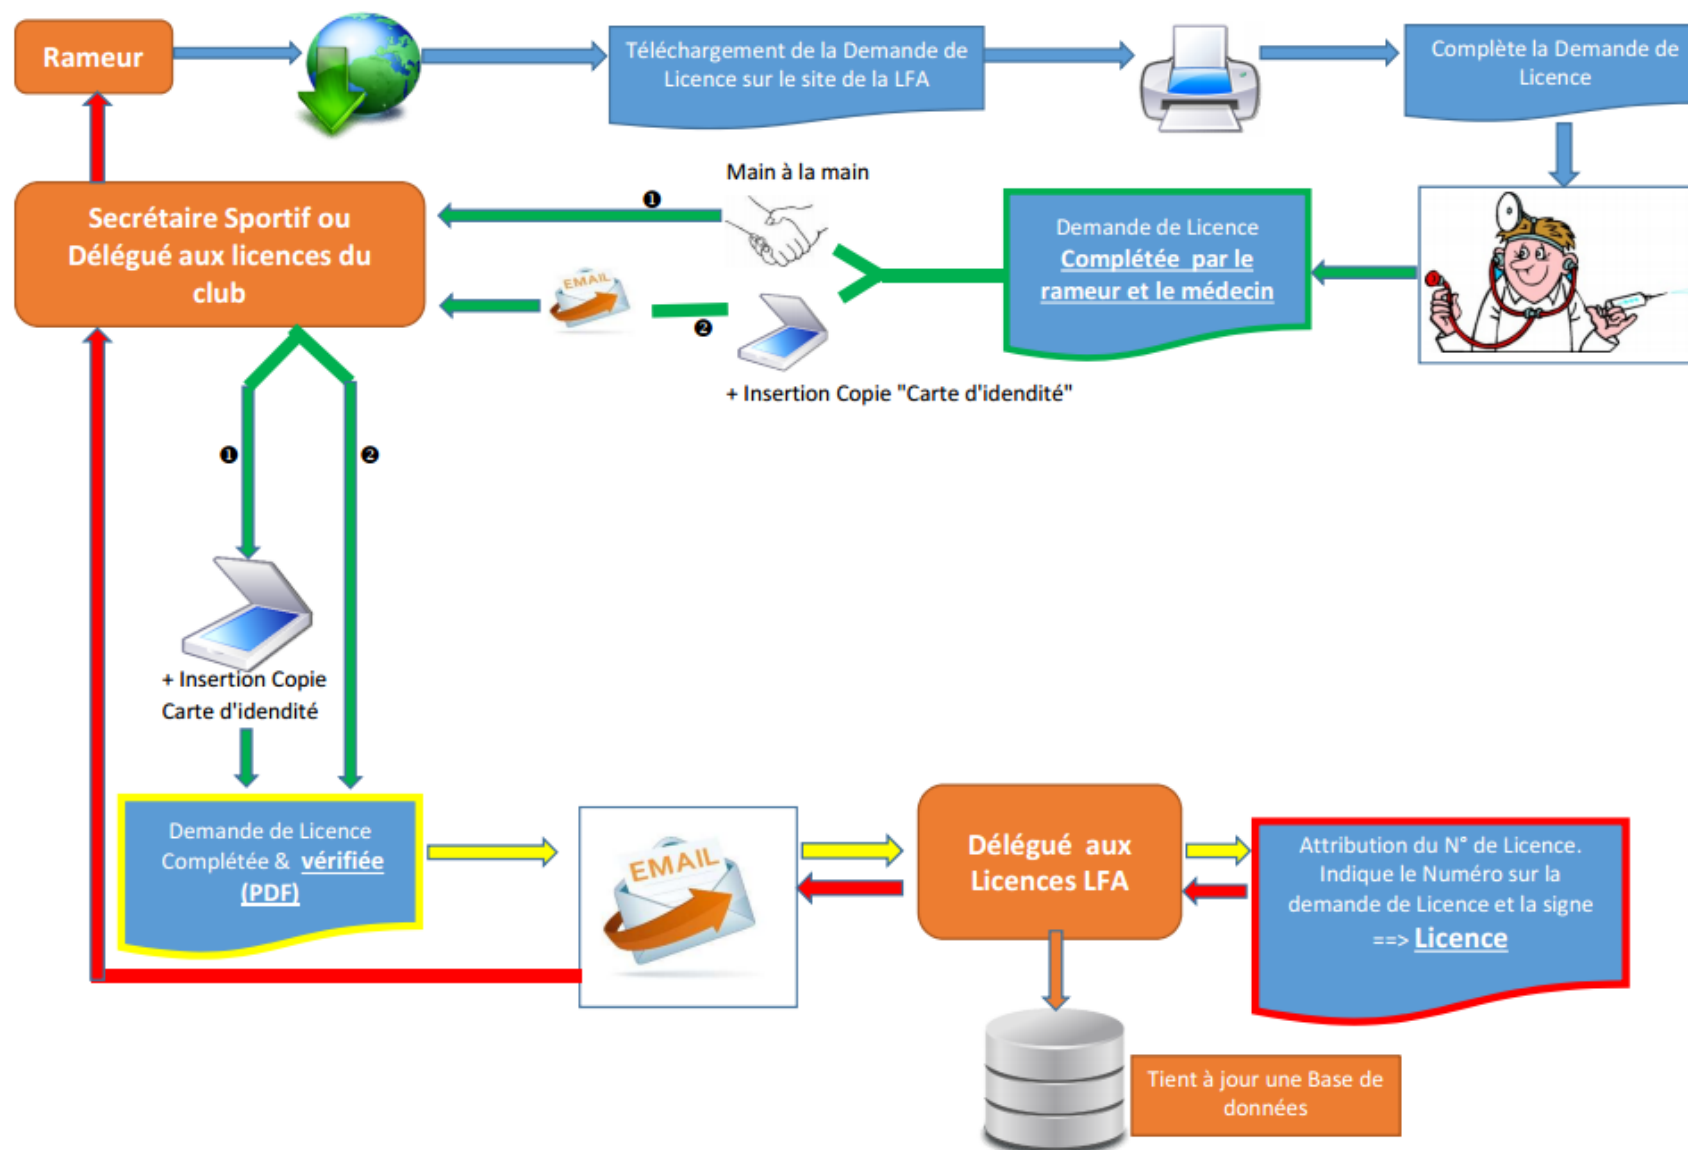 Rameur
Téléchargement de la Demande de
Licence sur le site de la LFA
Complète la Demande de
Licence
Main à la main
❶
Secrétaire Sportif ou
Délégué aux licences du
club
Demande de Licence
Complétée par le
rameur et le médecin
EMAIL
❷
+ Insertion Copie "Carte d'idendité"
❶
❷
+ Insertion Copie
Carte d'idendité
Demande de Licence
Complétée & vérifiée
(PDF)
EMAIL
Délégué aux
Licences LFA
Attribution du N° de Licence.
Indique le Numéro sur la
demande de Licence et la signe
==> Licence
Tient à jour une Base de
données